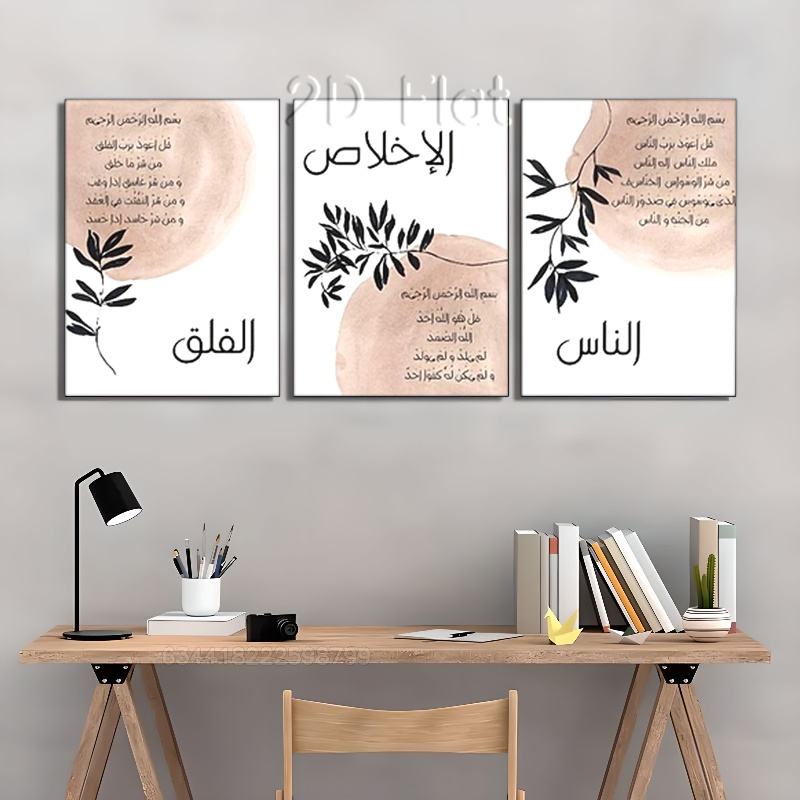 2D Flat
بسم الله الرحمن الرحيم
قل أعوذ برب الفلق
من شر ما خلق
و من شر غاسق إذا وقب
و من شر النفثت في العقد
و من شر حاسد إذا حسد
الفلق
الإخلاص
بسم الله الرحمن الرحيم
قل هو الله أحد
الله الصمد
لم يلد و لم يولد
و لم يكن له كفوا أحد
بسم الله الرحمن الرحيم
قل أعوذ برب الناس
ملك الناس إله الناس
من شر الوسواس الخناس
الذي يوسوس في صدور الناس
من الجنة و الناس
الناس